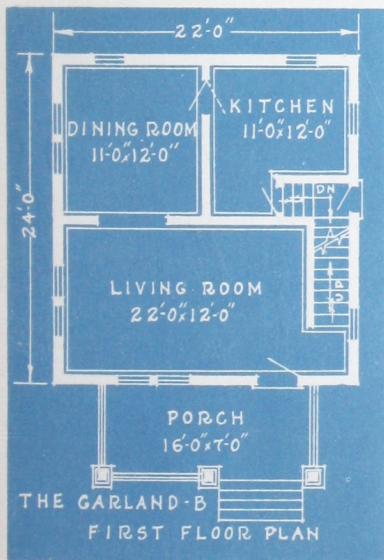 22'-0"
KITCHEN
11'-0"x12'-0"
DINING ROOM
11'-0"x12'-0"
DN
24'-0"
LIVING ROOM
22'-0"x12'-0"
UP
PORCH
16'-0"x7'-0"
THE GARLAND-B
FIRST FLOOR PLAN